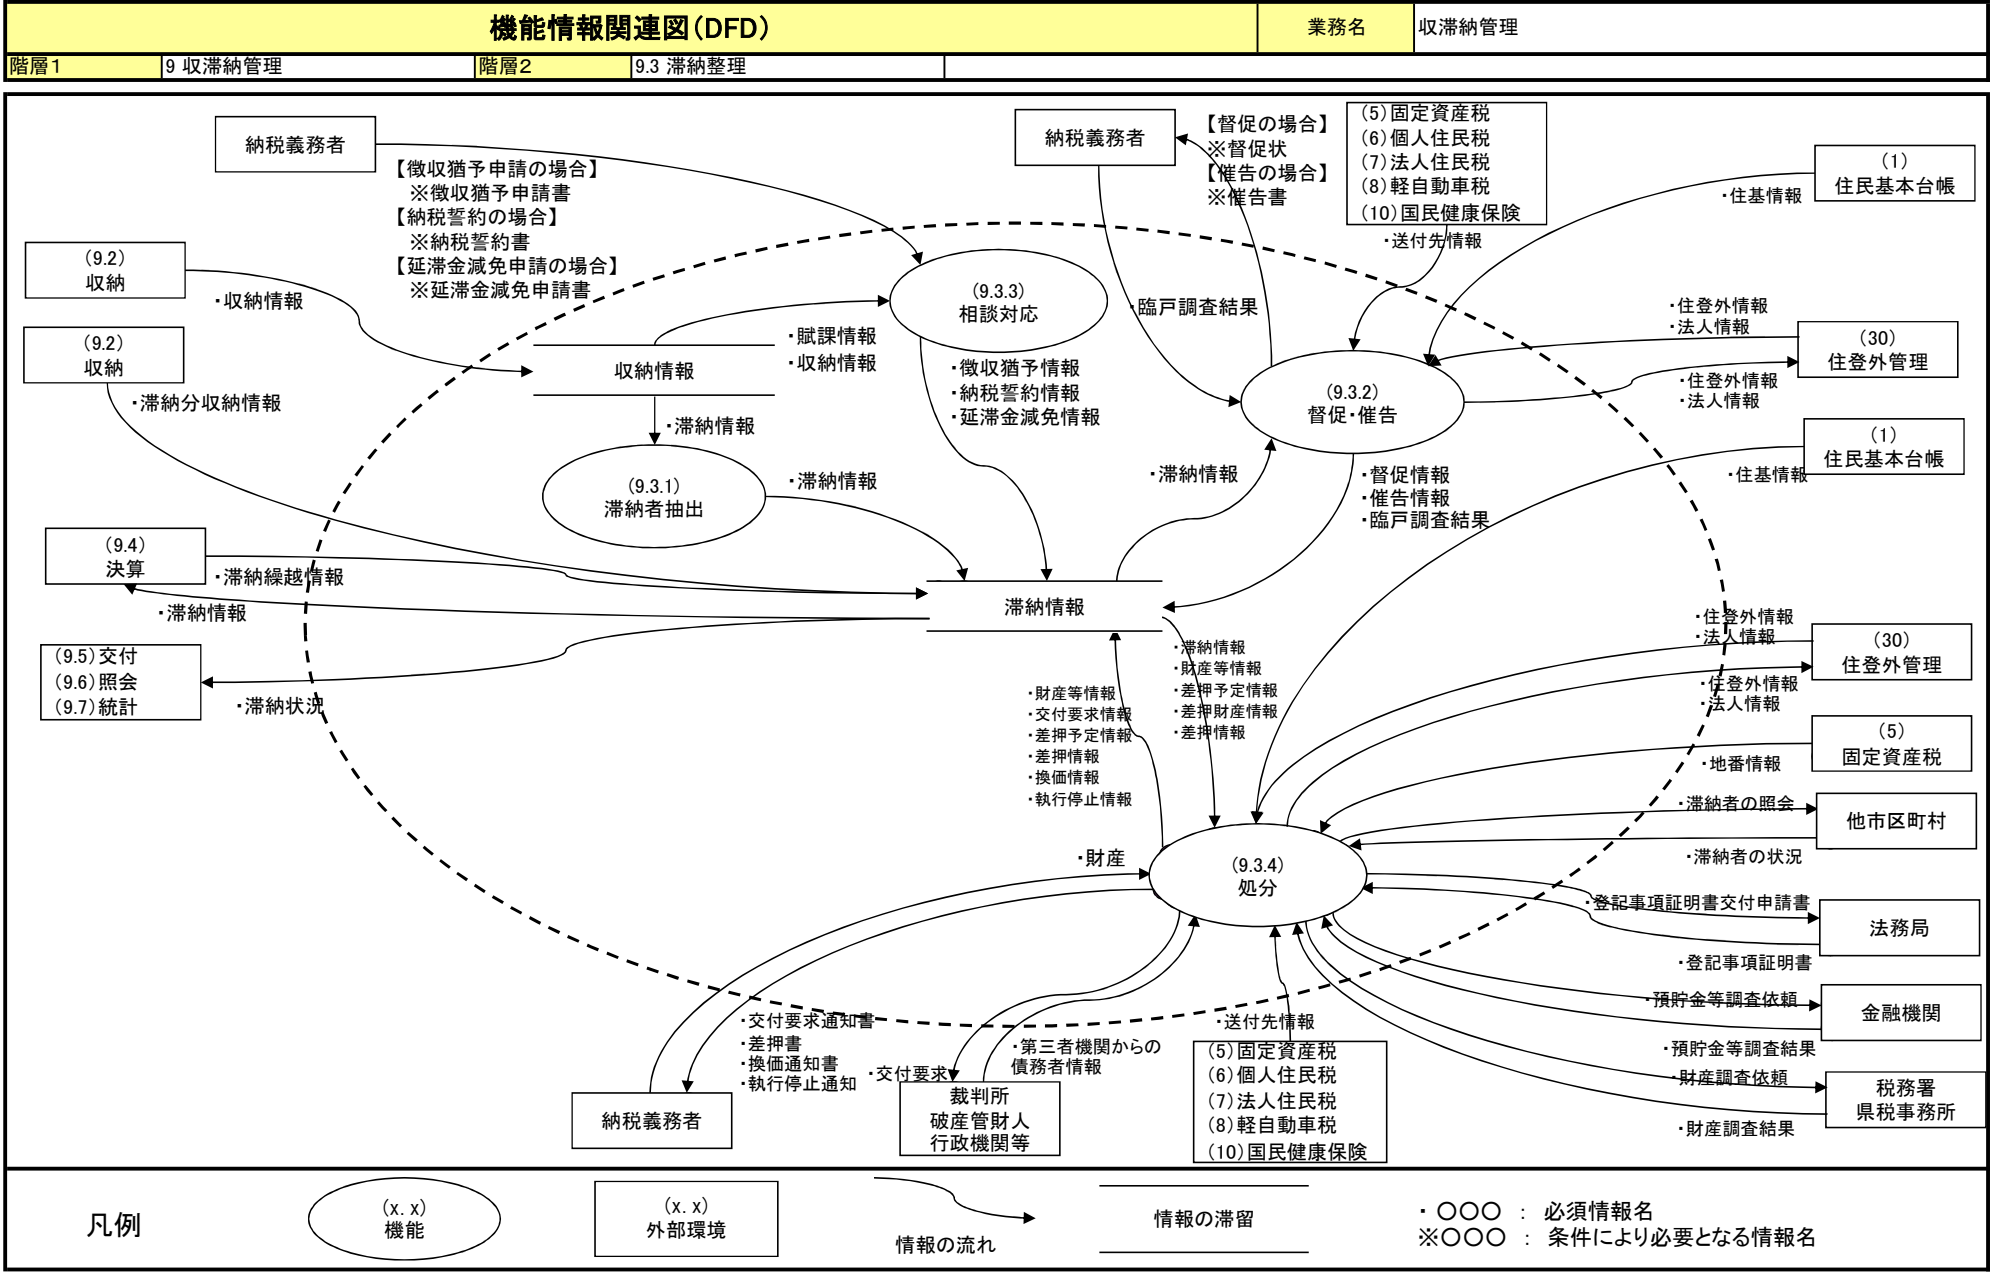 機能情報関連図(DFD)
業務名
収滞納管理
階層1
9 収滞納管理
階層2
9.3 滞納整理
納税義務者
【徴収猶予申請の場合】
※徴収猶予申請書
【納税誓約の場合】
※納税誓約書
【延滞金減免申請の場合】
※延滞金減免申請書
納税義務者
【督促の場合】
※督促状
【催告の場合】
※催告書
(5)固定資産税
(6)個人住民税
(7)法人住民税
(8)軽自動車税
(10)国民健康保険
・送付先情報
(1)
住民基本台帳
・住基情報
(9.2)
収納
・収納情報
(9.2)
収納
・滞納分収納情報
(9.3.3)
相談対応
・賦課情報
・収納情報
収納情報
・滞納情報
・徴収猶予情報
・納税誓約情報
・延滞金減免情報
・臨戸調査結果
・住登外情報
・法人情報
(30)
住登外管理
・住登外情報
・法人情報
(9.3.2)
督促・催告
(1)
住民基本台帳
・住基情報
(9.3.1)
滞納者抽出
・滞納情報
・滞納情報
・督促情報
・催告情報
・臨戸調査結果
(9.4)
決算
・滞納繰越情報
・滞納情報
滞納情報
(9.5)交付
(9.6)照会
(9.7)統計
・滞納状況
・財産等情報
・交付要求情報
・差押予定情報
・差押情報
・換価情報
・執行停止情報
・滞納情報
・財産等情報
・差押予定情報
・差押財産情報
・差押情報
・住登外情報
・法人情報
(30)
住登外管理
・住登外情報
・法人情報
(5)
固定資産税
・地番情報
・滞納者の照会
他市区町村
・滞納者の状況
・財産
(9.3.4)
処分
・登記事項証明書交付申請書
法務局
・登記事項証明書
・預貯金等調査依頼
金融機関
・預貯金等調査結果
・財産調査依頼
税務署
県税事務所
・財産調査結果
・交付要求通知書
・差押書
・換価通知書
・執行停止通知
納税義務者
・交付要求
・第三者機関からの
債務者情報
裁判所
破産管財人
行政機関等
・送付先情報
(5)固定資産税
(6)個人住民税
(7)法人住民税
(8)軽自動車税
(10)国民健康保険
凡例
(x.x)
機能
(x.x)
外部環境
情報の流れ
情報の滞留
・〇〇〇 : 必須情報名
※〇〇〇 : 条件により必要となる情報名